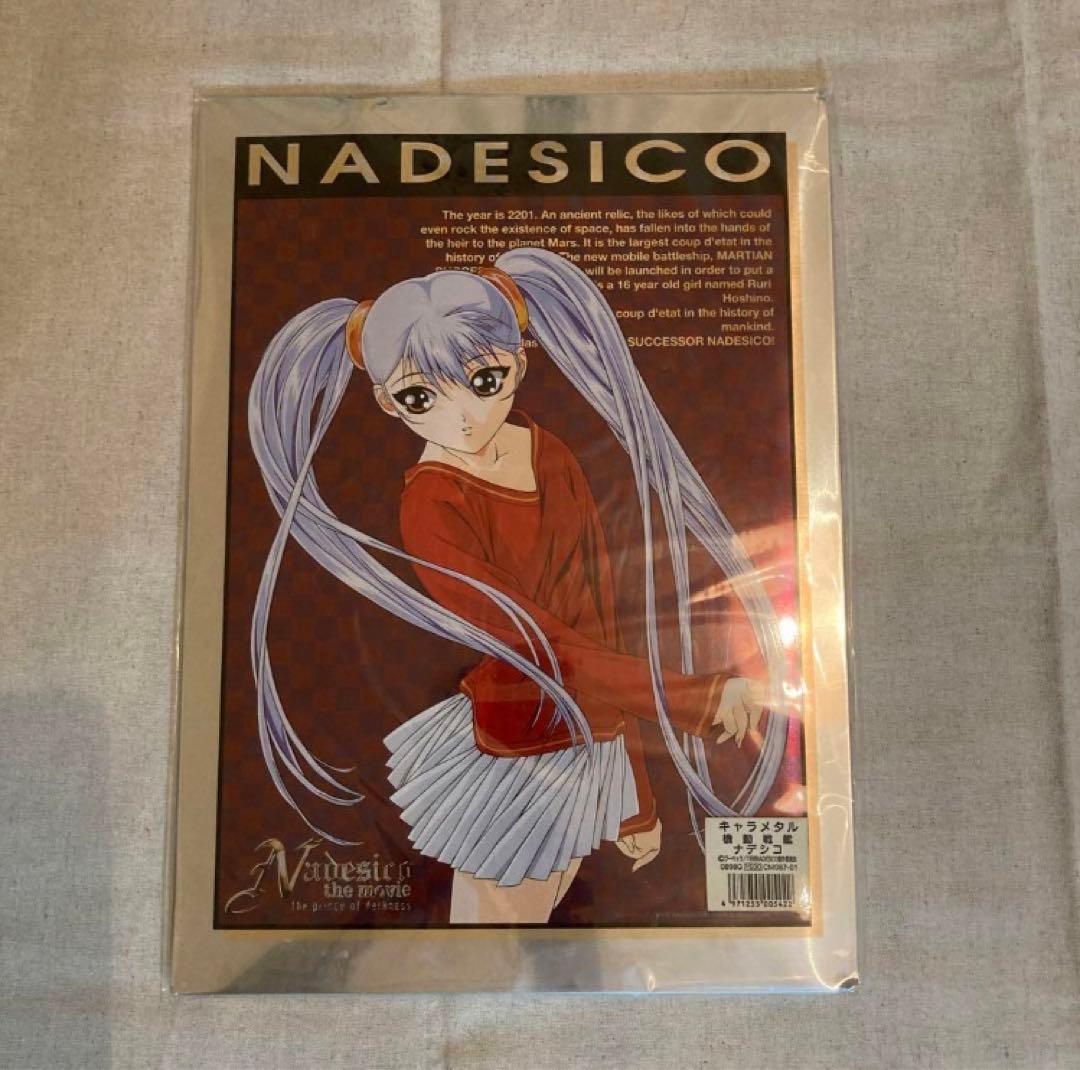 NADESICO
The year is 2201. An ancient relic, the likes of which could
even rock the existence of space, has fallen into the hands of
the heir to the planet Mars. It is the largest coup d'etat in the
history of The new mobile battleship, MARTIAN
will be launched in order to put a
s a 16 year old girl named Ruri
Hoshino.
coup d'etat in the history of
mankind.
las SUCCESSOR NADESICO!
Nadesico
the movie
the prince of darkness
キャラメタル
機動戦艦
ナデシコ
4 971253 005422